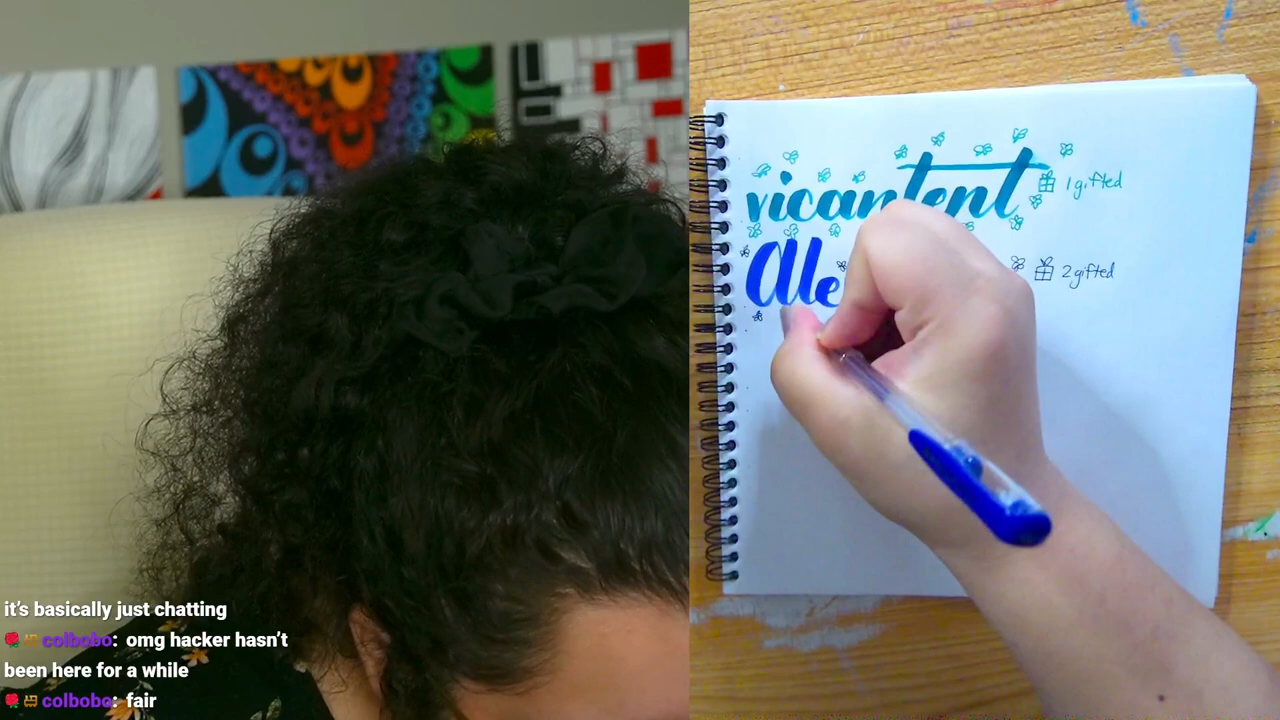 vicantent 1 gifted
2 gifted
it's basically just chatting
colbobo: omg hacker hasn't
been here for a while
colbobo: fair